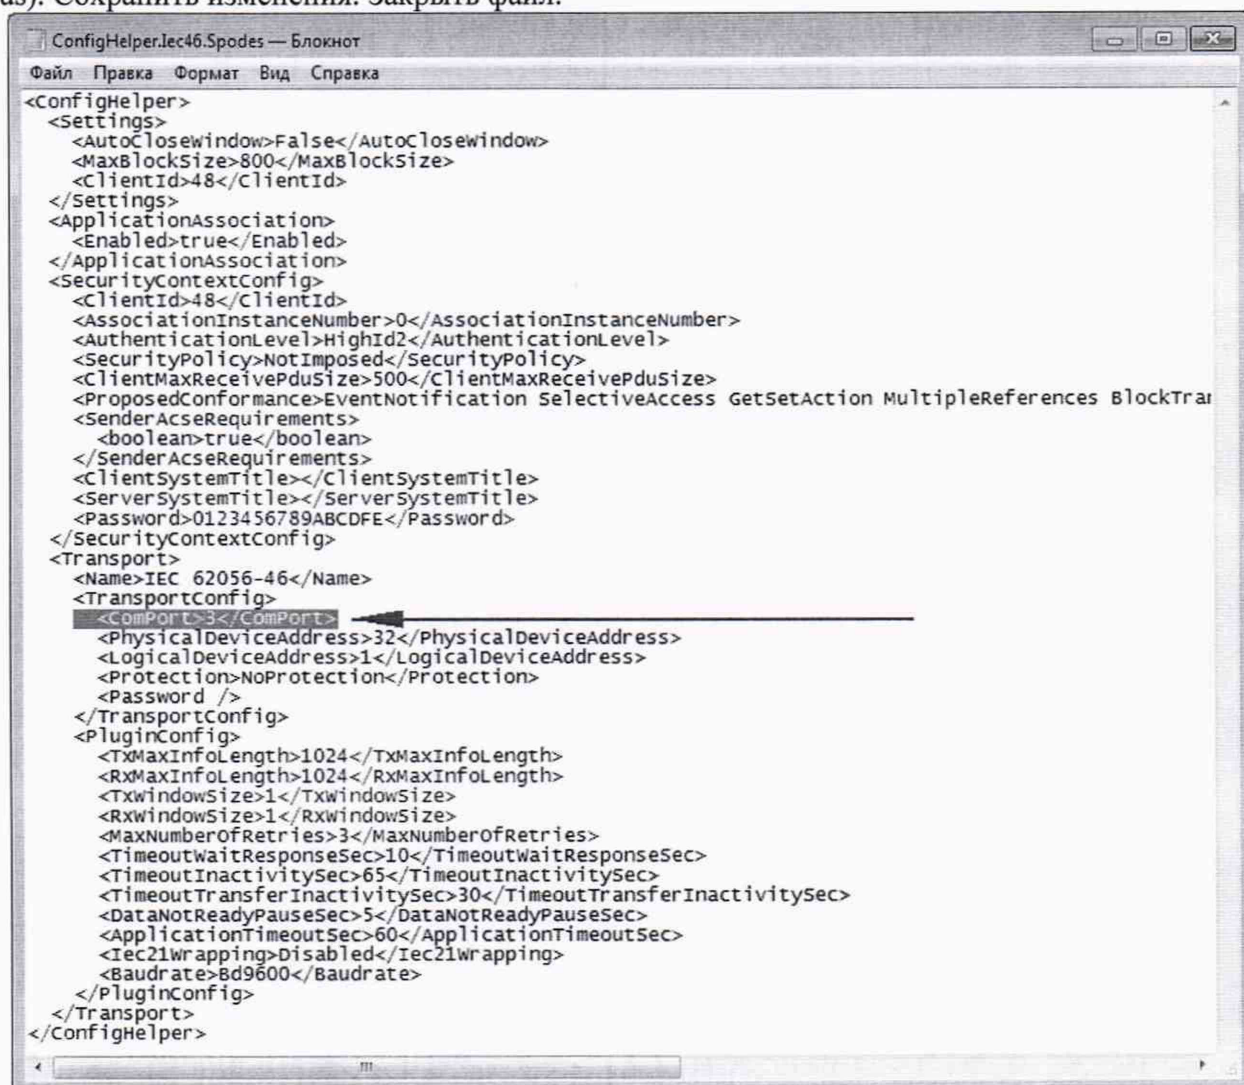 us). Сохранить изменения. Закрыть файл.
ConfigHelper.Iec46.Spodes — Блокнот
Файл Правка Формат Вид Справка
<ConfigHelper>
<Settings>
<AutoCloseWindow>False</AutoCloseWindow>
<MaxBlockSize>800</MaxBlockSize>
<ClientId>48</ClientId>
</Settings>
<ApplicationAssociation>
<Enabled>true</Enabled>
</ApplicationAssociation>
<SecurityContextConfig>
<ClientId>48</ClientId>
<AssociationInstanceNumber>0</AssociationInstanceNumber>
<AuthenticationLevel>HighId2</AuthenticationLevel>
<SecurityPolicy>NotImposed</SecurityPolicy>
<ClientMaxReceivePduSize>500</ClientMaxReceivePduSize>
<ProposedConformance>EventNotification SelectiveAccess GetSetAction MultipleReferences BlockTrar
<SenderAcseRequirements>
<boolean>true</boolean>
</SenderAcseRequirements>
<ClientSystemTitle></ClientSystemTitle>
<ServerSystemTitle></ServerSystemTitle>
<Password>0123456789ABCDFE</Password>
</SecurityContextConfig>
<Transport>
<Name>IEC 62056-46</Name>
<TransportConfig>
<ComPort>3</ComPort>
<PhysicalDeviceAddress>32</PhysicalDeviceAddress>
<LogicalDeviceAddress>1</LogicalDeviceAddress>
<Protection>NoProtection</Protection>
<Password />
</TransportConfig>
<PluginConfig>
<TxMaxInfoLength>1024</TxMaxInfoLength>
<RxMaxInfoLength>1024</RxMaxInfoLength>
<TxWindowSize>1</TxWindowSize>
<RxWindowSize>1</RxWindowSize>
<MaxNumberOfRetries>3</MaxNumberOfRetries>
<TimeoutWaitResponseSec>10</TimeoutWaitResponseSec>
<TimeoutInactivitySec>65</TimeoutInactivitySec>
<TimeoutTransferInactivitySec>30</TimeoutTransferInactivitySec>
<DataNotReadyPauseSec>5</DataNotReadyPauseSec>
<ApplicationTimeoutSec>60</ApplicationTimeoutSec>
<Iec21Wrapping>Disabled</Iec21Wrapping>
<Baudrate>Bd9600</Baudrate>
</PluginConfig>
</Transport>
</ConfigHelper>